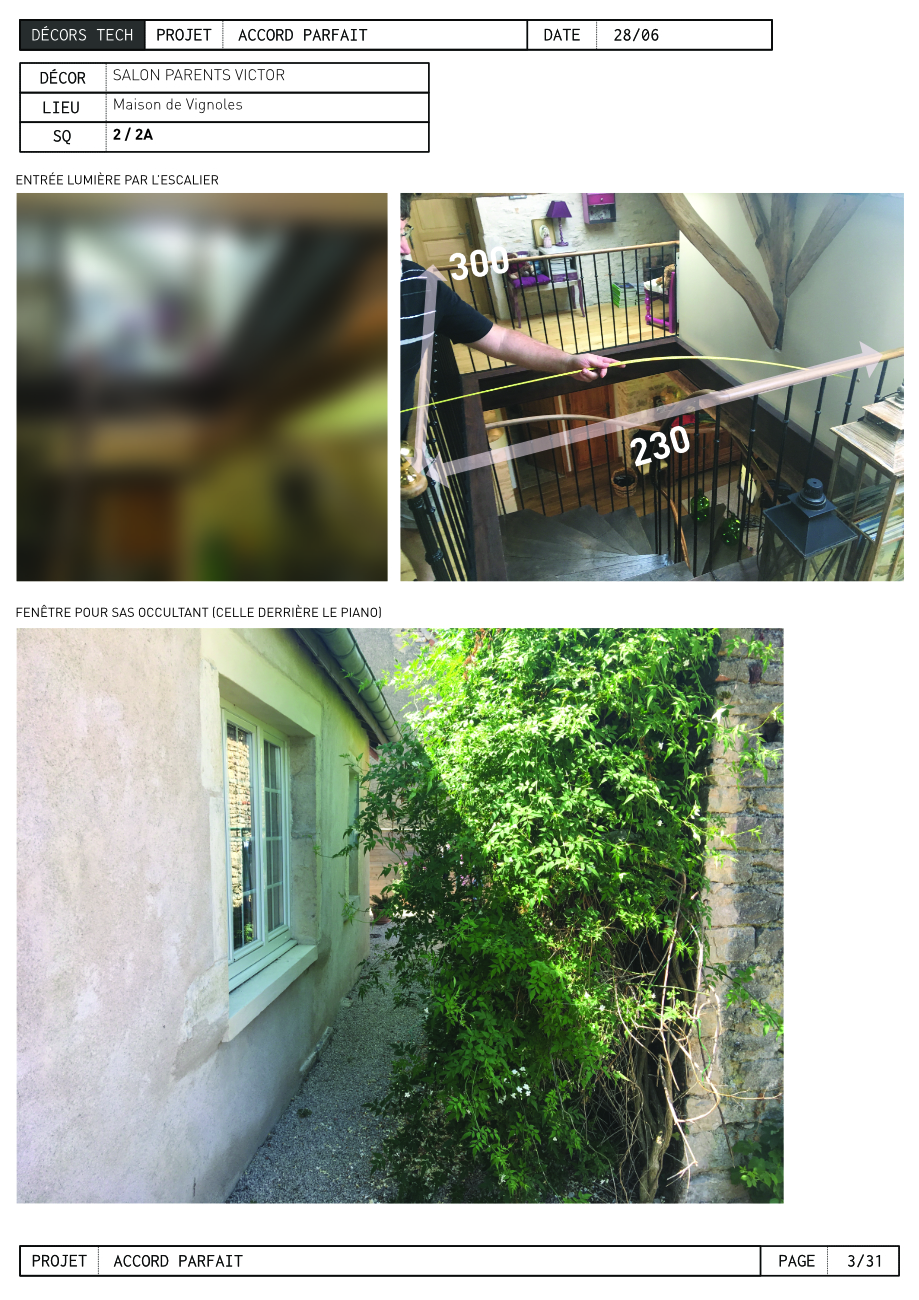 DÉCORS TECH PROJET ACCORD PARFAIT DATE 28/06
DÉCOR SALON PARENTS VICTOR
LIEU Maison de Vignoles
SQ 2 / 2A
ENTRÉE LUMIÈRE PAR L'ESCALIER
300
230
FENÊTRE POUR SAS OCCULTANT (CELLE DERRIÈRE LE PIANO)
PROJET ACCORD PARFAIT PAGE 3/31